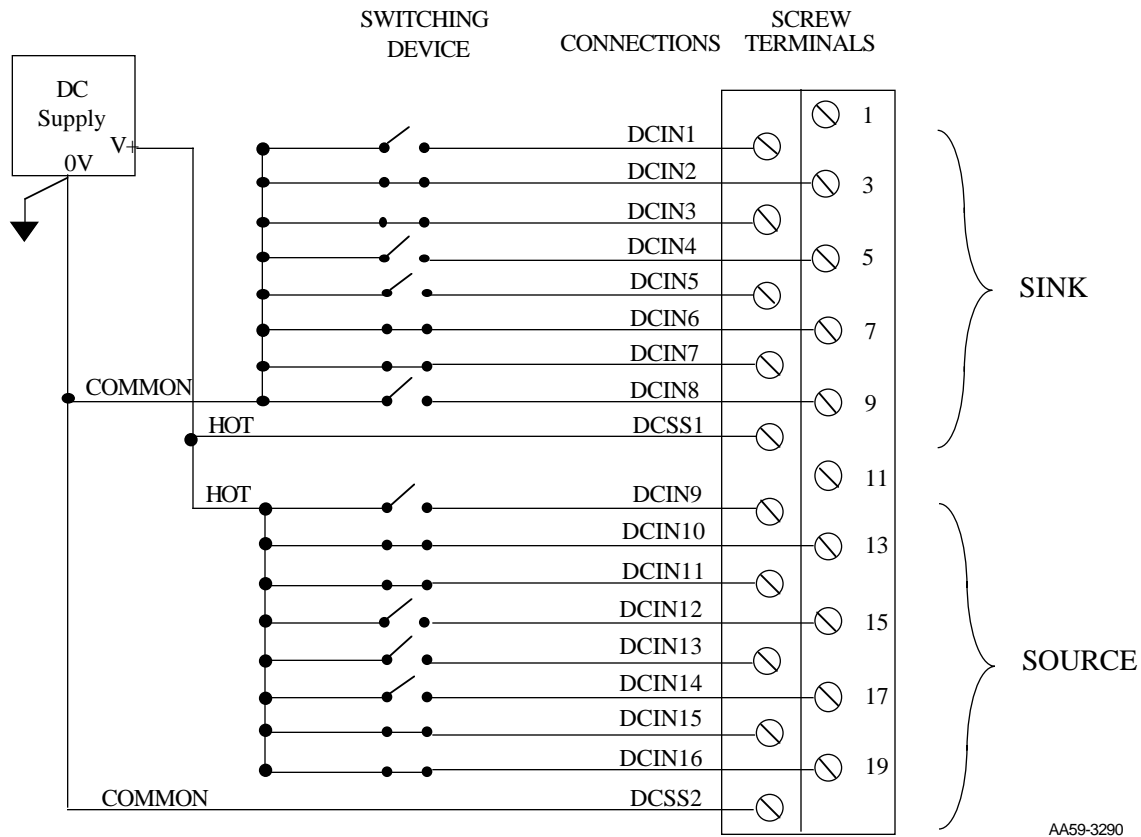 SWITCHING
DEVICE
CONNECTIONS
SCREW
TERMINALS
DC
Supply
V+
0V
1
DCIN1
DCIN2
3
DCIN3
DCIN4
5
DCIN5
DCIN6
7
DCIN7
COMMON
DCIN8
9
HOT
DCSS1
SINK
11
HOT
DCIN9
DCIN10
13
DCIN11
DCIN12
15
DCIN13
SOURCE
DCIN14
17
DCIN15
DCIN16
19
COMMON
DCSS2
AA59-3290